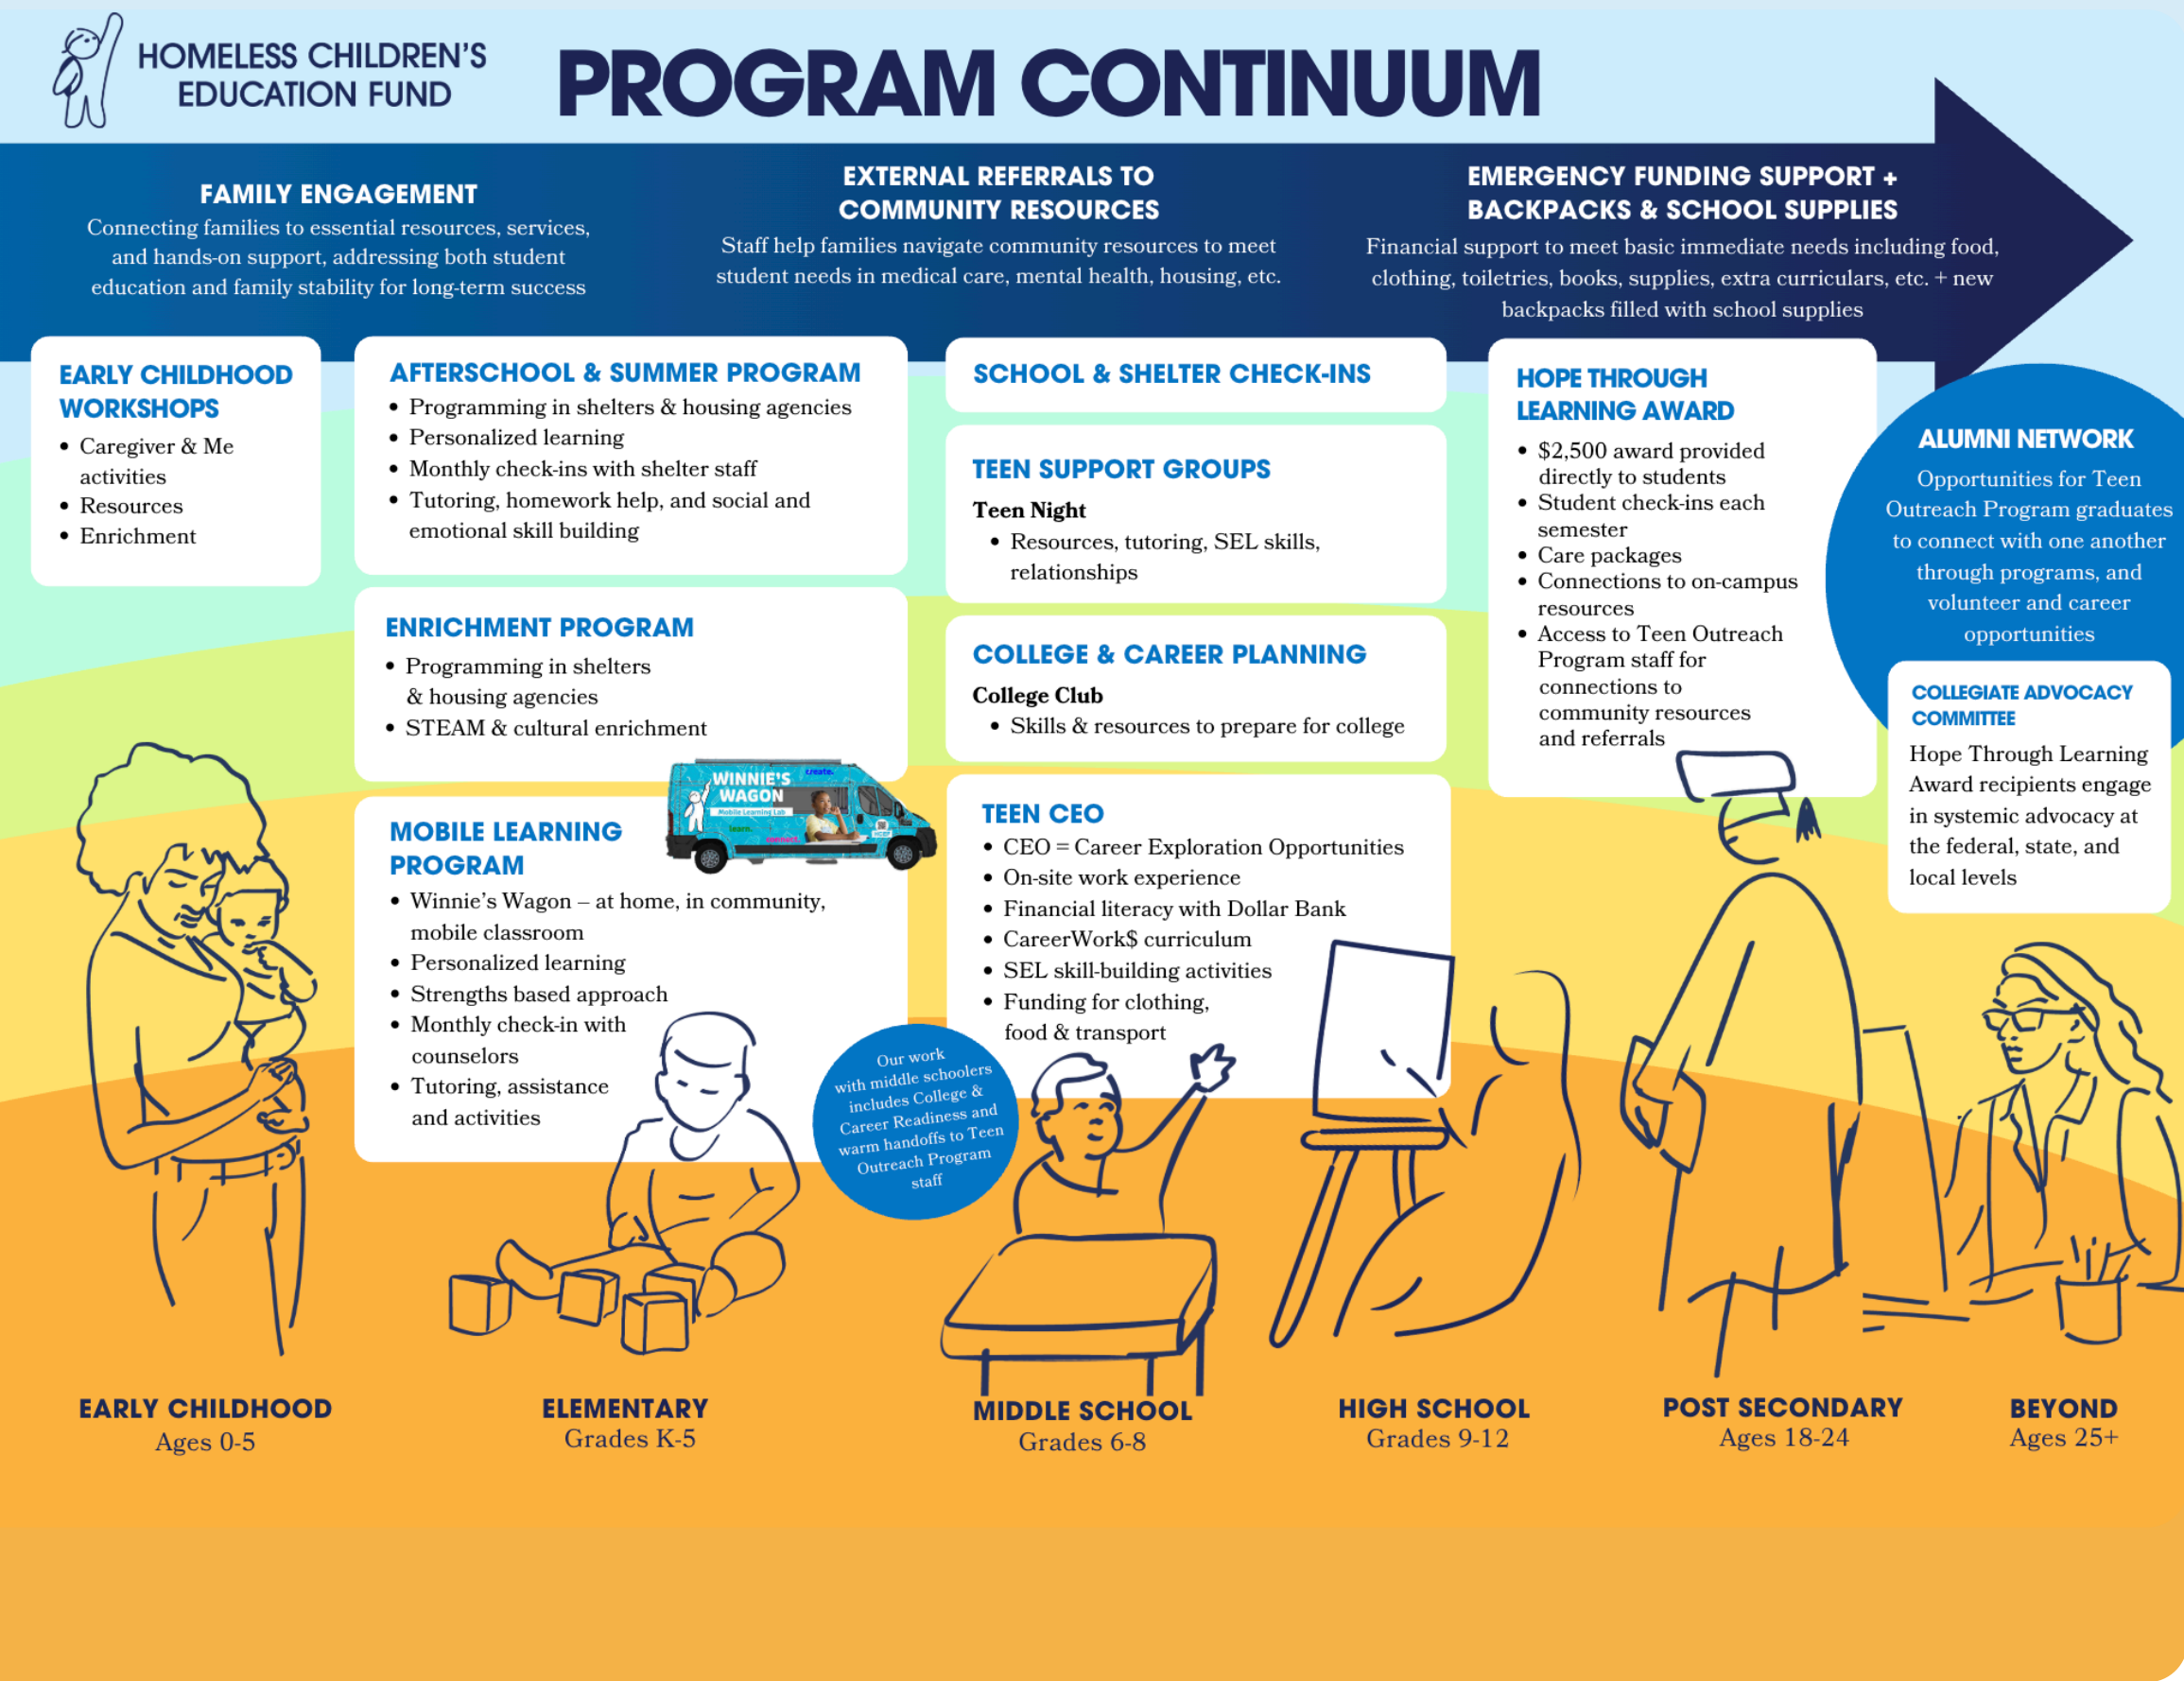 HOMELESS CHILDREN'S
EDUCATION FUND
PROGRAM CONTINUUM
FAMILY ENGAGEMENT
Connecting families to essential resources, services,
and hands-on support, addressing both student
education and family stability for long-term success
EXTERNAL REFERRALS TO
COMMUNITY RESOURCES
Staff help families navigate community resources to meet
student needs in medical care, mental health, housing, etc.
EMERGENCY FUNDING SUPPORT +
BACKPACKS & SCHOOL SUPPLIES
Financial support to meet basic immediate needs including food,
clothing, toiletries, books, supplies, extra curriculars, etc. + new
backpacks filled with school supplies
EARLY CHILDHOOD
WORKSHOPS
• Caregiver & Me
activities
• Resources
• Enrichment
AFTERSCHOOL & SUMMER PROGRAM
• Programming in shelters & housing agencies
• Personalized learning
• Monthly check-ins with shelter staff
• Tutoring, homework help, and social and
emotional skill building
ENRICHMENT PROGRAM
• Programming in shelters
& housing agencies
• STEAM & cultural enrichment
WINNIE'S
WAGON
Mobile Learning Lab
create.
learn.
HCEF
MOBILE LEARNING
PROGRAM
• Winnie's Wagon – at home, in community,
mobile classroom
• Personalized learning
• Strengths based approach
• Monthly check-in with
counselors
• Tutoring, assistance
and activities
Our work
with middle schoolers
includes College &
Career Readiness and
warm handoffs to Teen
Outreach Program
staff
SCHOOL & SHELTER CHECK-INS
TEEN SUPPORT GROUPS
Teen Night
• Resources, tutoring, SEL skills,
relationships
COLLEGE & CAREER PLANNING
College Club
• Skills & resources to prepare for college
TEEN CEO
• CEO = Career Exploration Opportunities
• On-site work experience
• Financial literacy with Dollar Bank
• CareerWork$ curriculum
• SEL skill-building activities
• Funding for clothing,
food & transport
HOPE THROUGH
LEARNING AWARD
• $2,500 award provided
directly to students
• Student check-ins each
semester
• Care packages
• Connections to on-campus
resources
• Access to Teen Outreach
Program staff for
connections to
community resources
and referrals
ALUMNI NETWORK
Opportunities for Teen
Outreach Program graduates
to connect with one another
through programs, and
volunteer and career
opportunities
COLLEGIATE ADVOCACY
COMMITTEE
Hope Through Learning
Award recipients engage
in systemic advocacy at
the federal, state, and
local levels
EARLY CHILDHOOD
Ages 0-5
ELEMENTARY
Grades K-5
MIDDLE SCHOOL
Grades 6-8
HIGH SCHOOL
Grades 9-12
POST SECONDARY
Ages 18-24
BEYOND
Ages 25+